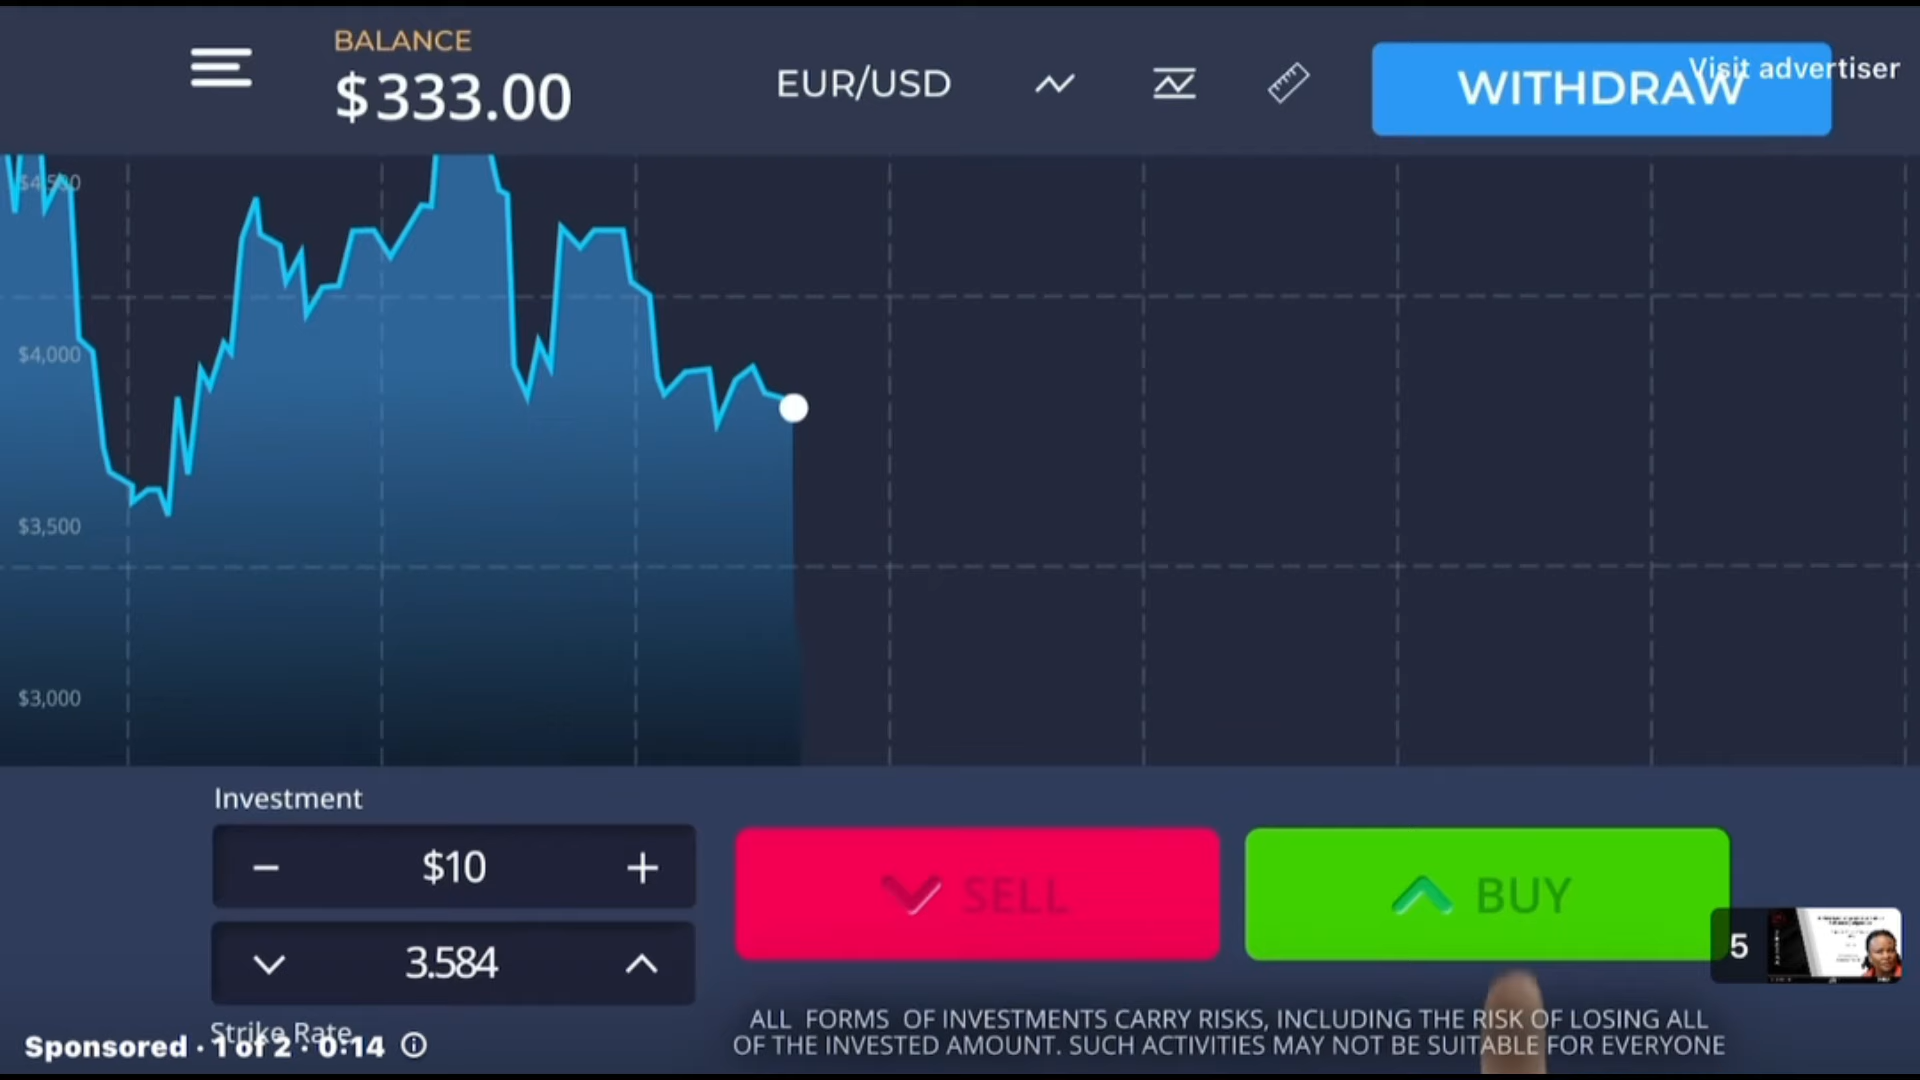 BALANCE
$333.00
EUR/USD
WITHDRAW
Visit advertiser
$4,500
$4,000
$3,500
$3,000
Investment
$10
3.584
Strike Rate
SELL
BUY
5
Sponsored · 1 of 2 · 0:14
ALL FORMS OF INVESTMENTS CARRY RISKS, INCLUDING THE RISK OF LOSING ALL
OF THE INVESTED AMOUNT. SUCH ACTIVITIES MAY NOT BE SUITABLE FOR EVERYONE